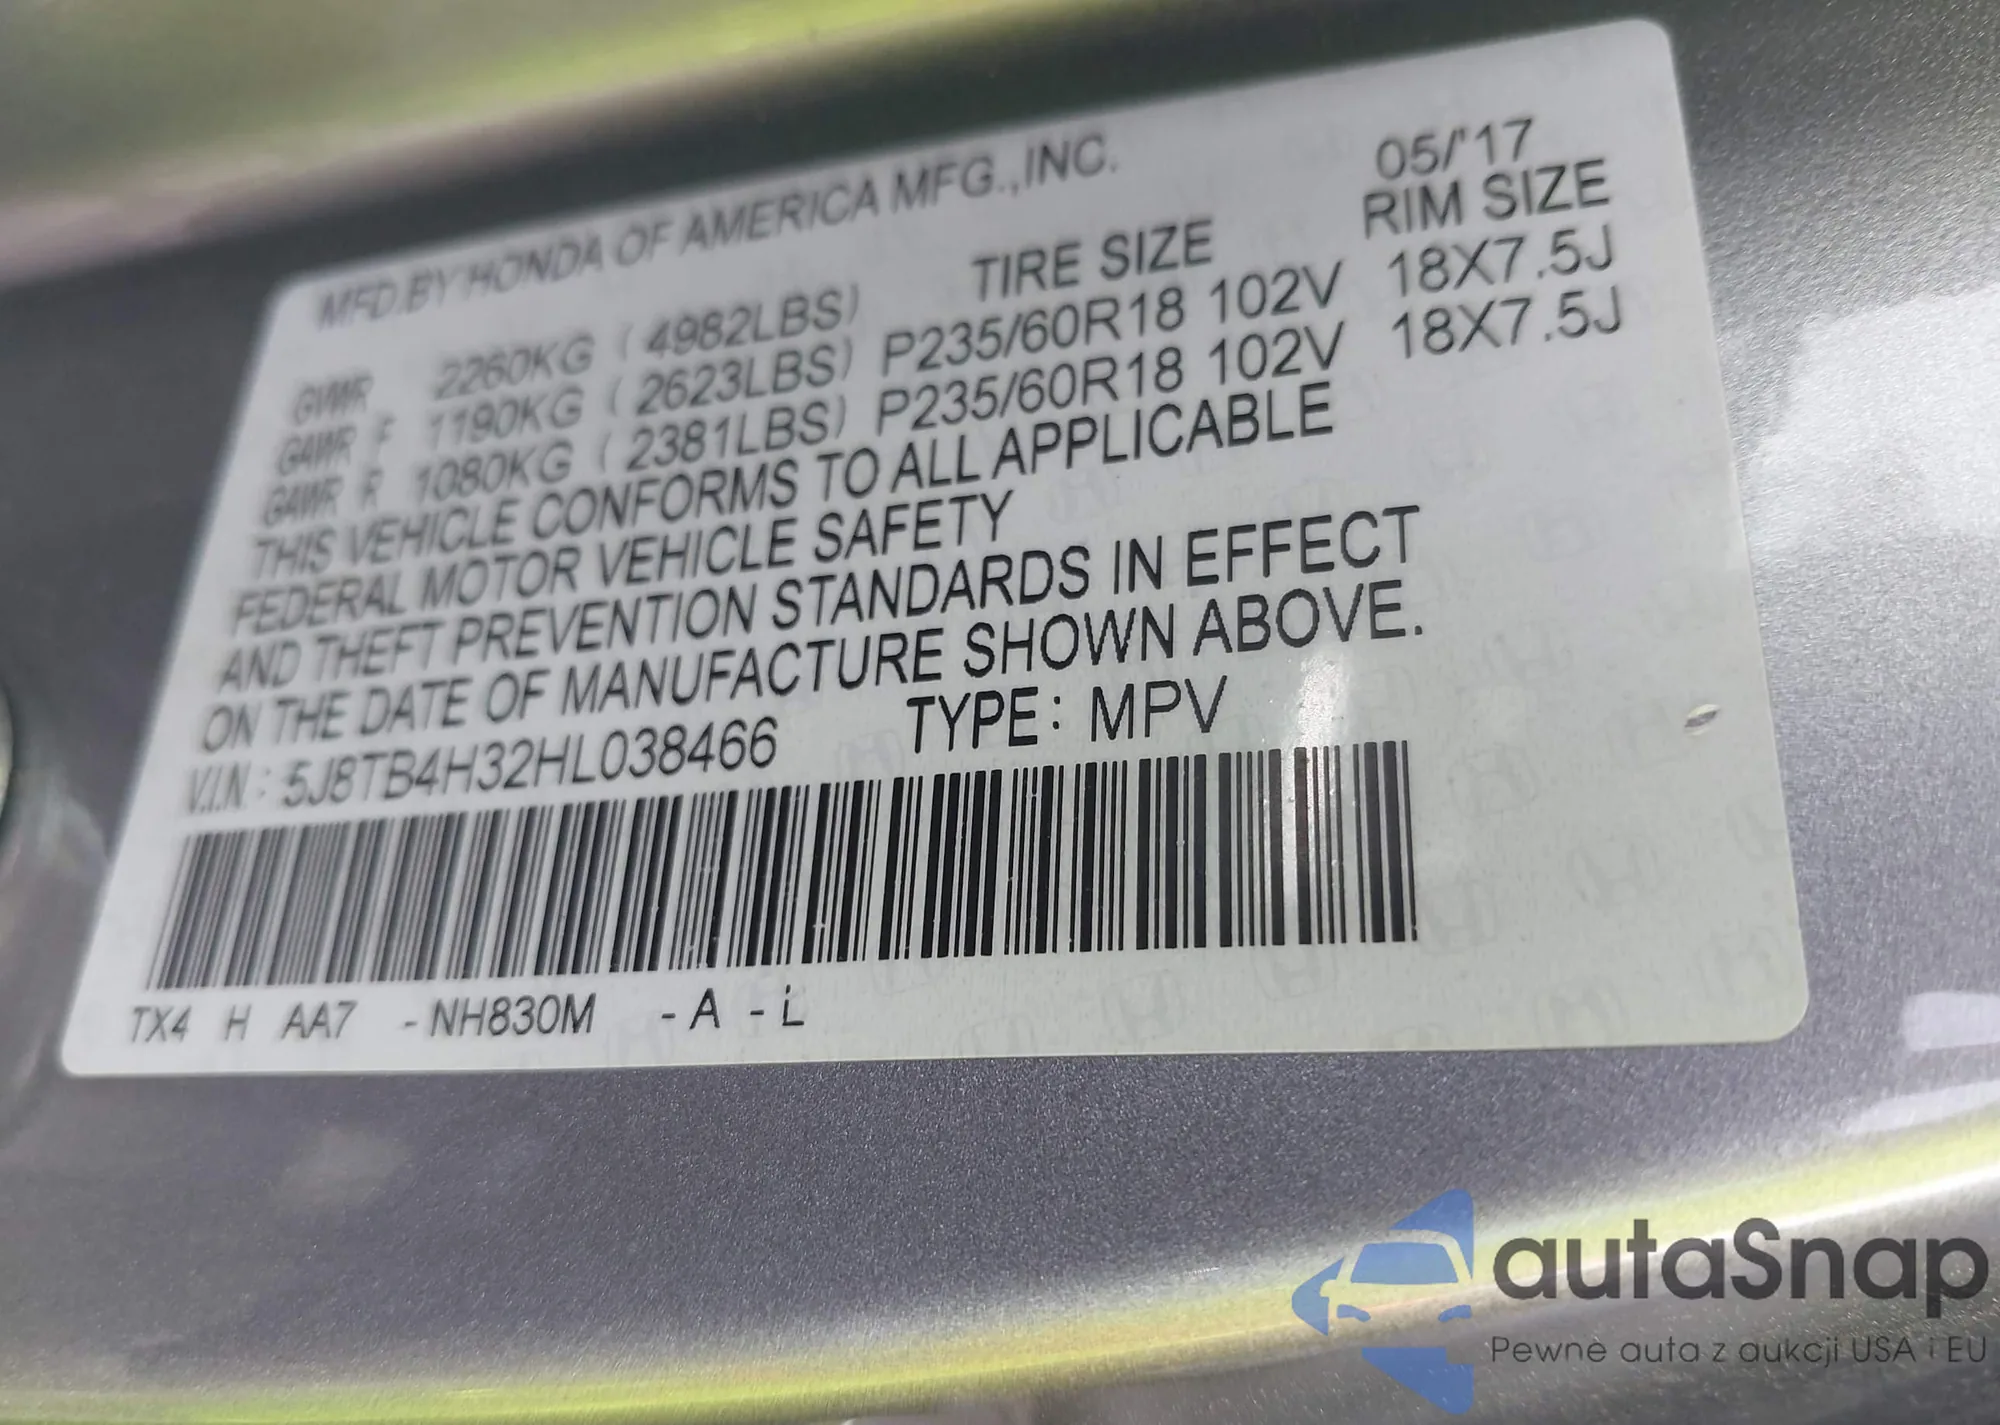 MFD.BY HONDA OF AMERICA MFG.,INC. 05/'17
TIRE SIZE RIM SIZE
GVWR 2260KG ( 4982LBS)
GAWR F 1190KG ( 2623LBS) P235/60R18 102V 18X7.5J
GAWR R 1080KG ( 2381LBS) P235/60R18 102V 18X7.5J
THIS VEHICLE CONFORMS TO ALL APPLICABLE
FEDERAL MOTOR VEHICLE SAFETY
AND THEFT PREVENTION STANDARDS IN EFFECT
ON THE DATE OF MANUFACTURE SHOWN ABOVE.
V.I.N : 5J8TB4H32HL038466 TYPE: MPV
TX4 H AA7 -NH830M -A -L
autaSnap
Pewne auta z aukcji USA i EU